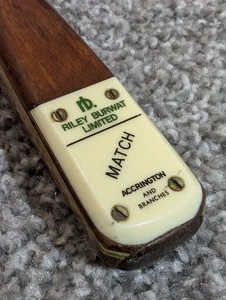 rb.
RILEY BURWAT
LIMITED
MATCH
ACCRINGTON
AND
BRANCHES